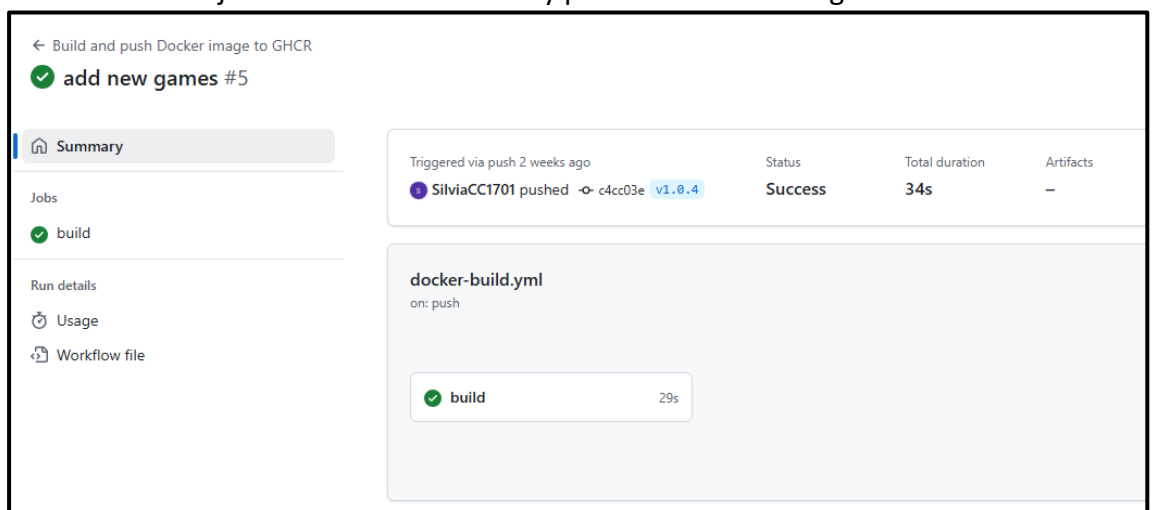 ← Build and push Docker image to GHCR
add new games #5
Summary
Jobs
build
Run details
Usage
Workflow file
Triggered via push 2 weeks ago
SilviaCC1701 pushed c4cc03e v1.0.4
Status
Success
Total duration
34s
Artifacts
–
docker-build.yml
on: push
build 29s